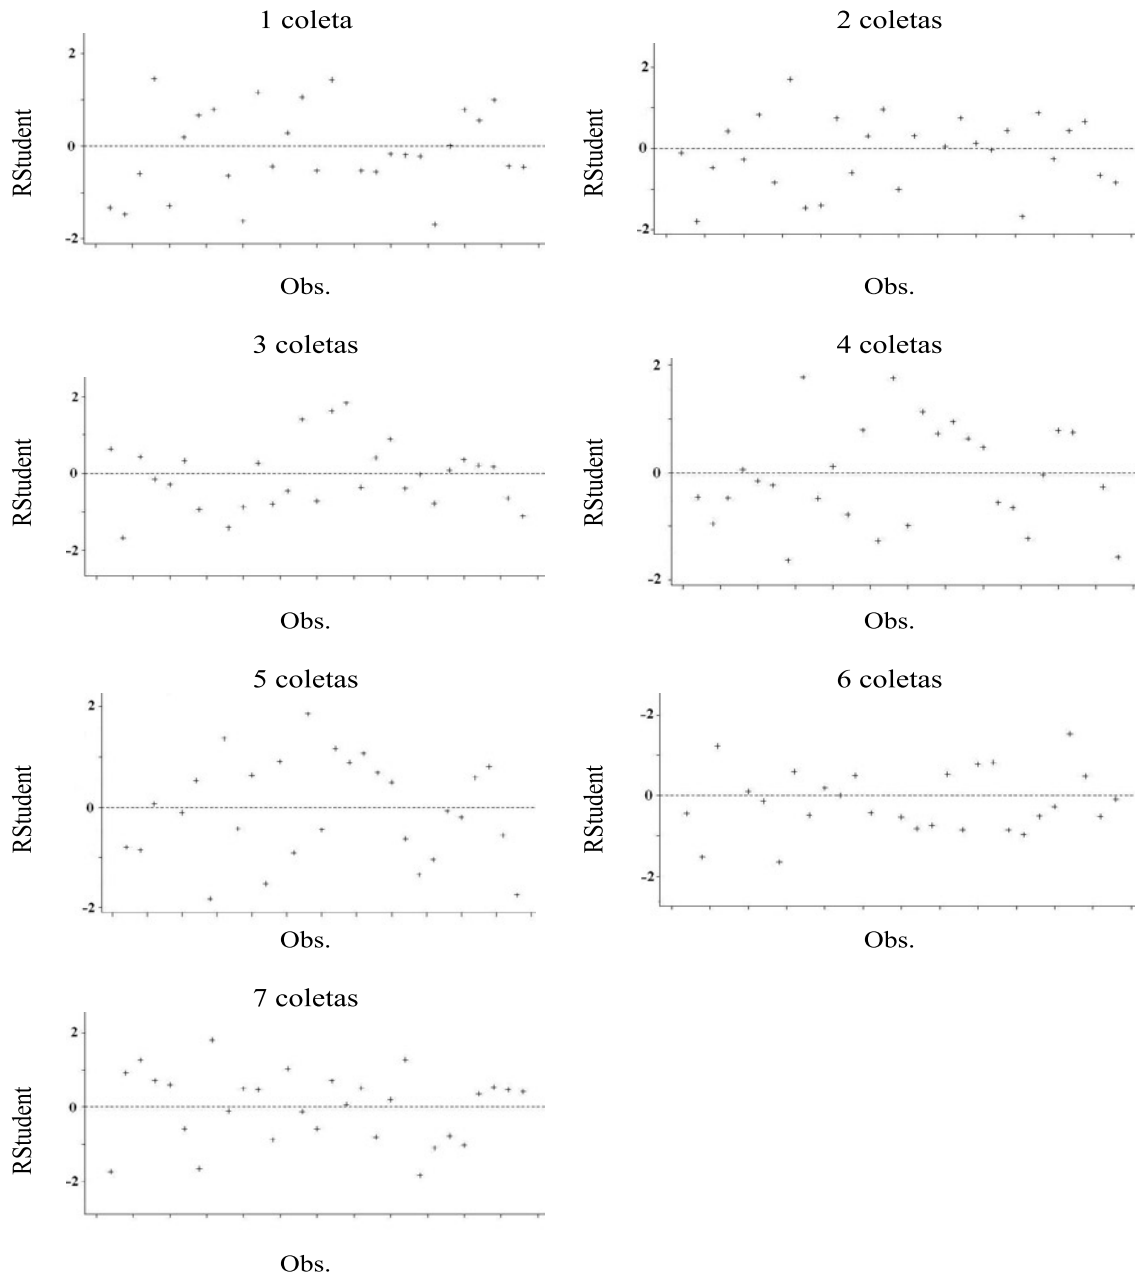 1 coleta
2
0
-2
RStudent
Obs.
2 coletas
2
0
-2
RStudent
Obs.
3 coletas
2
0
-2
RStudent
Obs.
4 coletas
2
0
-2
RStudent
Obs.
5 coletas
2
0
-2
RStudent
Obs.
6 coletas
-2
0
-2
RStudent
Obs.
7 coletas
2
0
-2
RStudent
Obs.